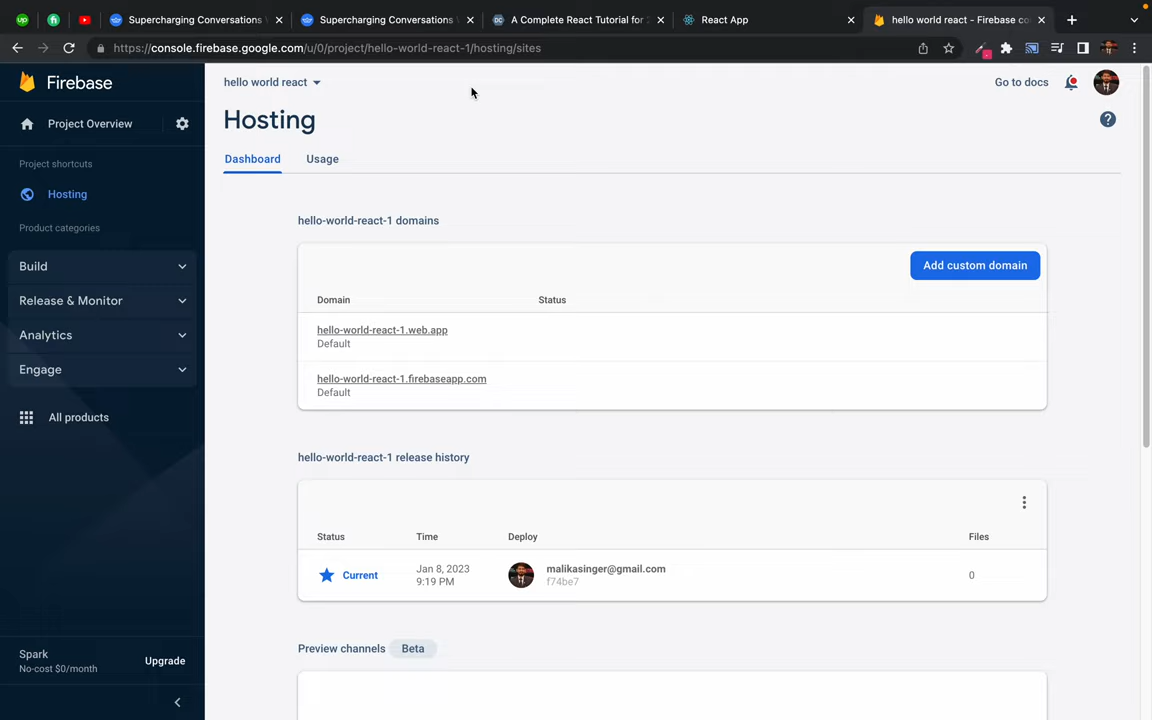 up
fi
Supercharging Conversations
Supercharging Conversations
A Complete React Tutorial for
React App
hello world react - Firebase co
https://console.firebase.google.com/u/0/project/hello-world-react-1/hosting/sites
Firebase
hello world react
Go to docs
Project Overview
Hosting
Dashboard
Usage
Project shortcuts
Hosting
Product categories
Build
Release & Monitor
Analytics
Engage
All products
Spark
No-cost $0/month
Upgrade
hello-world-react-1 domains
Add custom domain
Domain
Status
hello-world-react-1.web.app
Default
hello-world-react-1.firebaseapp.com
Default
hello-world-react-1 release history
Status
Time
Deploy
Files
Current
Jan 8, 2023
9:19 PM
malikasinger@gmail.com
f74be7
0
Preview channels
Beta